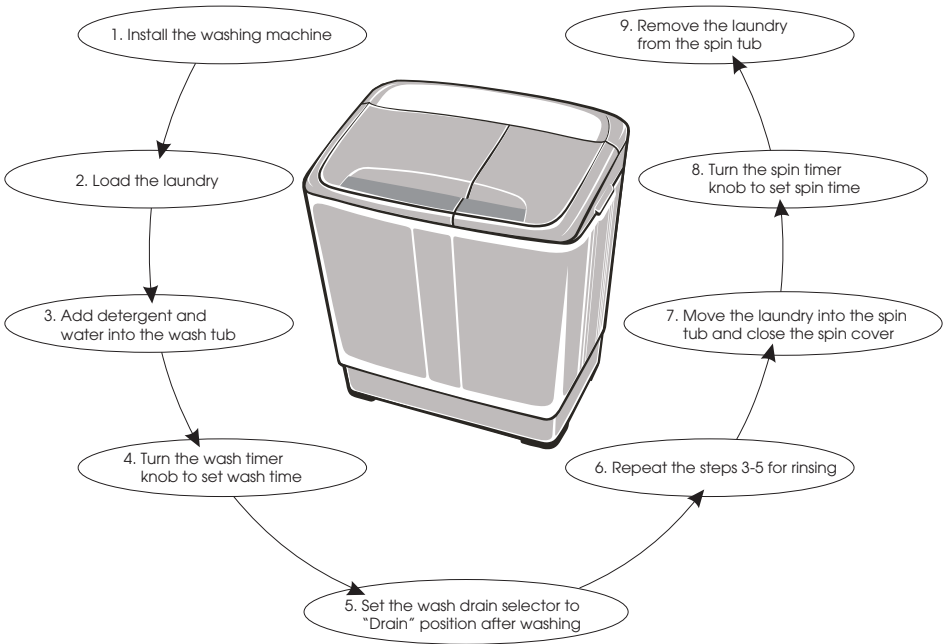 1. Install the washing machine
2. Load the laundry
3. Add detergent and
water into the wash tub
4. Turn the wash timer
knob to set wash time
5. Set the wash drain selector to
"Drain" position after washing
6. Repeat the steps 3-5 for rinsing
7. Move the laundry into the spin
tub and close the spin cover
8. Turn the spin timer
knob to set spin time
9. Remove the laundry
from the spin tub